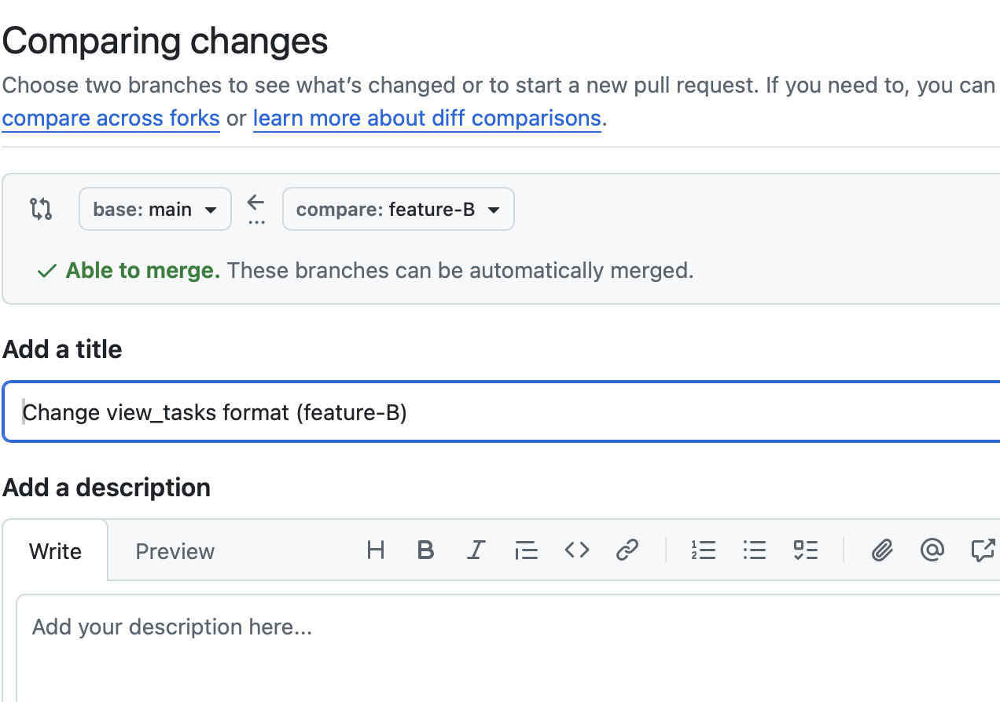 Comparing changes
Choose two branches to see what’s changed or to start a new pull request. If you need to, you can
compare across forks or learn more about diff comparisons.
base: main compare: feature-B
Able to merge. These branches can be automatically merged.
Add a title
Change view_tasks format (feature-B)
Add a description
Write Preview
Add your description here...